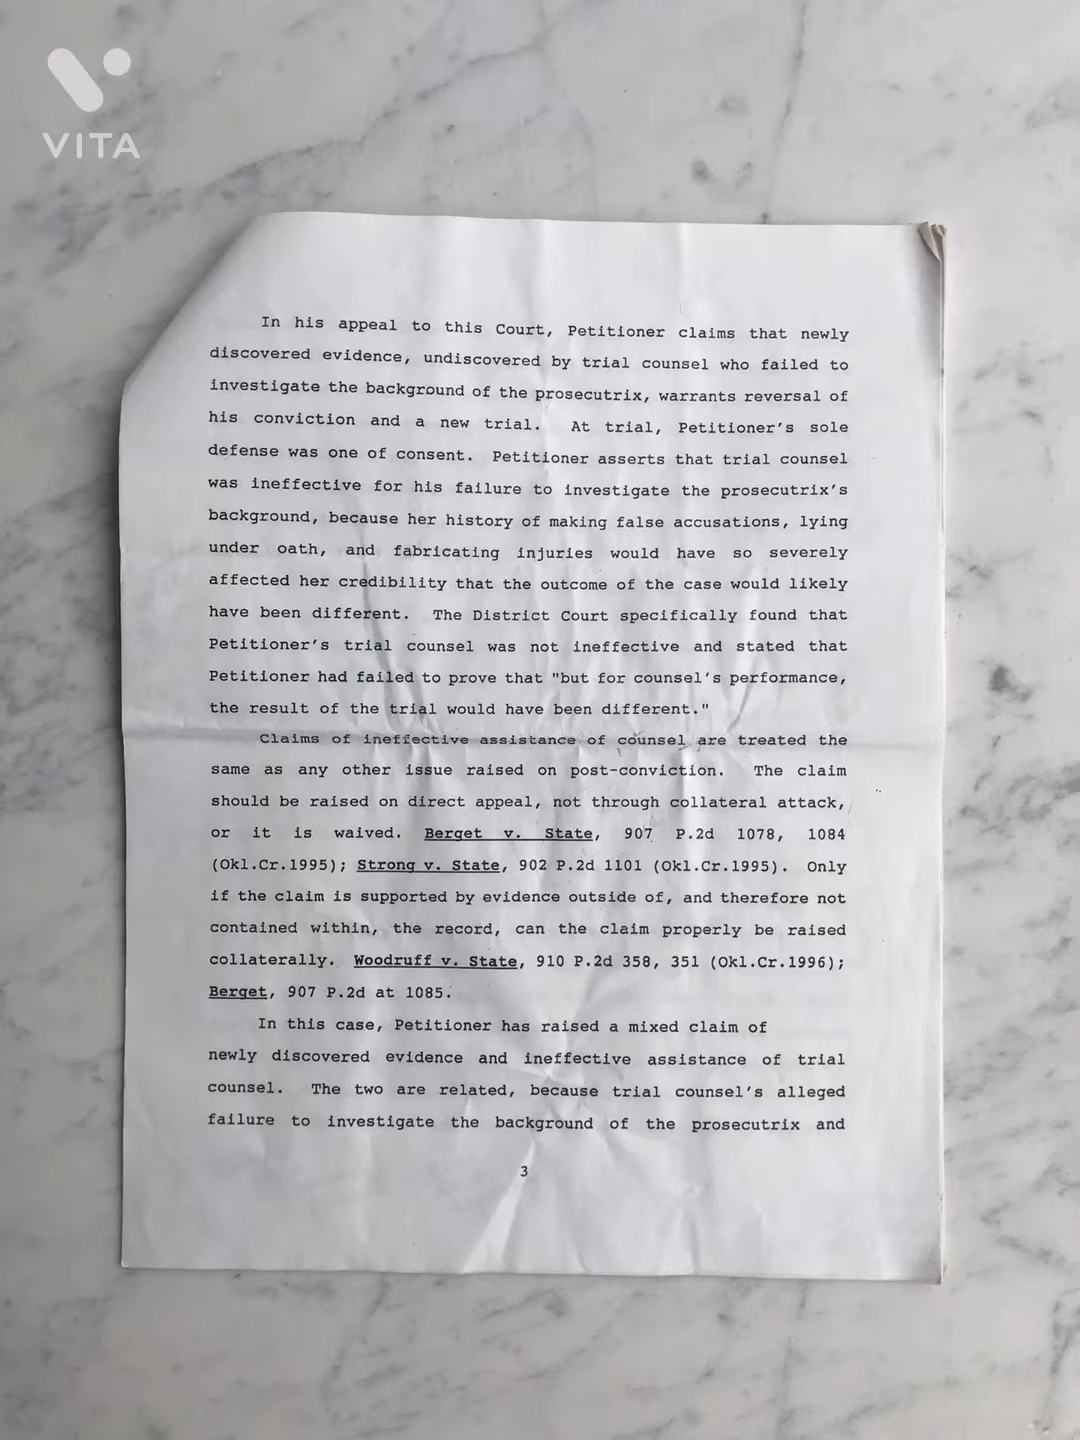 VITA
In his appeal to this Court, Petitioner claims that newly
discovered evidence, undiscovered by trial counsel who failed to
investigate the background of the prosecutrix, warrants reversal of
his conviction and a new trial. At trial, Petitioner's sole
defense was one of consent. Petitioner asserts that trial counsel
was ineffective for his failure to investigate the prosecutrix's
background, because her history of making false accusations, lying
under oath, and fabricating injuries would have so severely
affected her credibility that the outcome of the case would likely
have been different. The District Court specifically found that
Petitioner's trial counsel was not ineffective and stated that
Petitioner had failed to prove that "but for counsel's performance,
the result of the trial would have been different."
Claims of ineffective assistance of counsel are treated the
same as any other issue raised on post-conviction. The claim
should be raised on direct appeal, not through collateral attack,
or it is waived. Berget v. State, 907 P.2d 1078, 1084
(Okl.Cr.1995); Strong v. State, 902 P.2d 1101 (Okl.Cr.1995). Only
if the claim is supported by evidence outside of, and therefore not
contained within, the record, can the claim properly be raised
collaterally. Woodruff v. State, 910 P.2d 358, 351 (Okl.Cr.1996);
Berget, 907 P.2d at 1085.
In this case, Petitioner has raised a mixed claim of
newly discovered evidence and ineffective assistance of trial
counsel. The two are related, because trial counsel's alleged
failure to investigate the background of the prosecutrix and
3